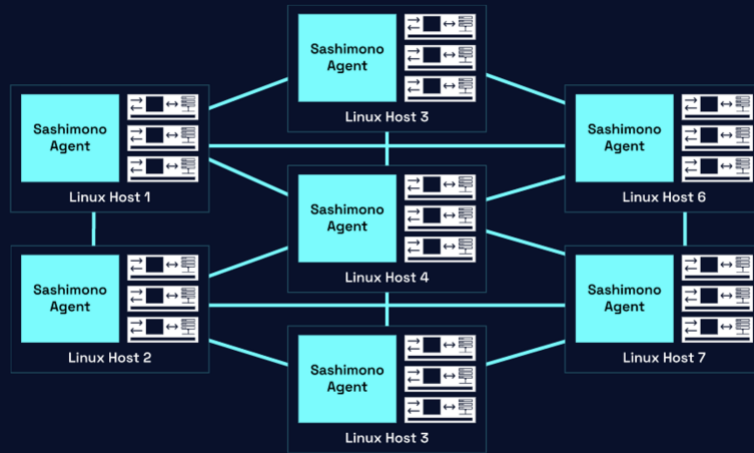 Sashimono
Agent
Linux Host 3
Sashimono
Agent
Linux Host 1
Sashimono
Agent
Linux Host 6
Sashimono
Agent
Linux Host 4
Sashimono
Agent
Linux Host 2
Sashimono
Agent
Linux Host 7
Sashimono
Agent
Linux Host 3